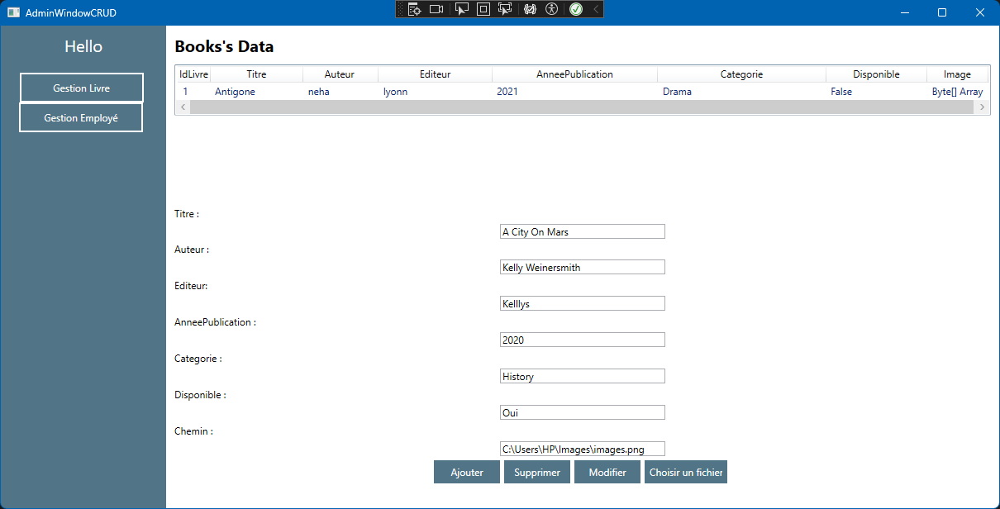 AdminWindowCRUD
Hello
Gestion Livre
Gestion Employé
Books's Data
IdLivre Titre Auteur Editeur AnneePublication Categorie Disponible Image
1 Antigone neha lyonn 2021 Drama False Byte[] Array
Titre :
A City On Mars
Auteur :
Kelly Weinersmith
Editeur:
Kelllys
AnneePublication :
2020
Categorie :
History
Disponible :
Oui
Chemin :
C:\Users\HP\Images\images.png
Ajouter Supprimer Modifier Choisir un fichier